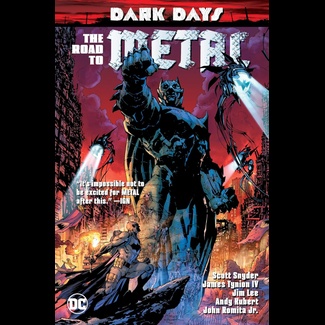 DARK DAYS
THE
ROAD
TO
METAL
"It's impossible not to
be excited for METAL
after this." —IGN
Scott Snyder
James Tynion IV
Jim Lee
Andy Kubert
John Romita Jr.
DC